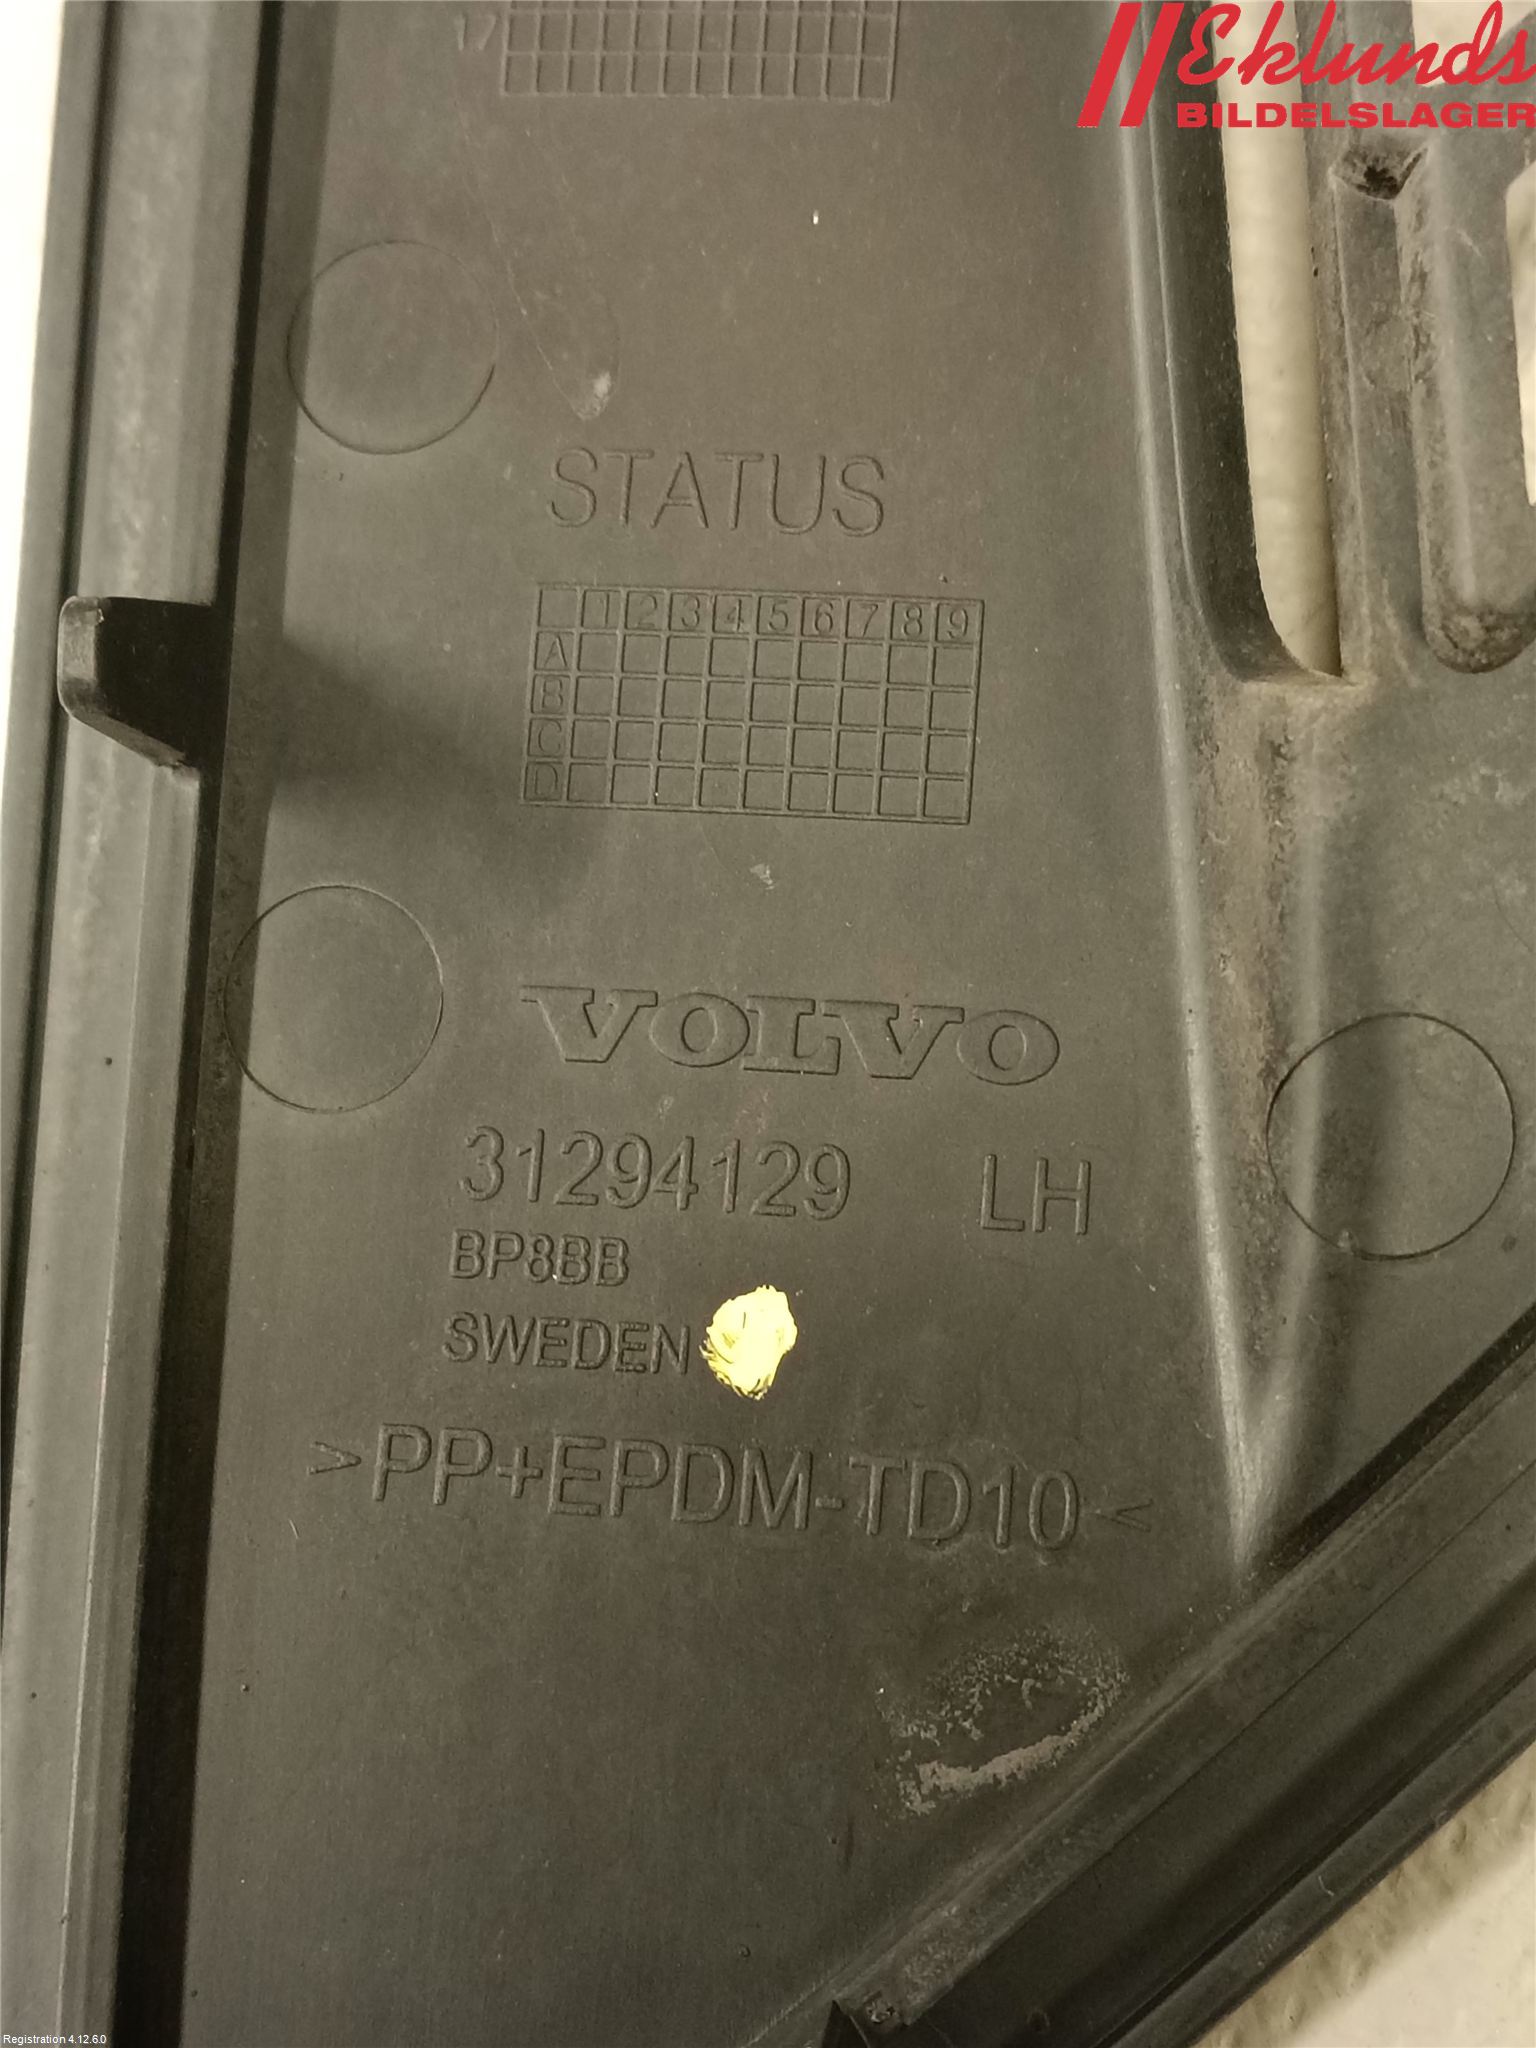 Eklunds
BILDELSLAGER
17
STATUS
1 2 3 4 5 6 7 8 9
A
B
C
D
VOLVO
31294129 LH
BP8BB
SWEDEN
>PP+EPDM-TD10<
Registration 4.12.6.0